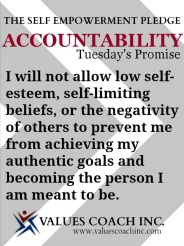 THE SELF EMPOWERMENT PLEDGE
ACCOUNTABILITY
Tuesday's Promise
I will not allow low self-
esteem, self-limiting
beliefs, or the negativity
of others to prevent me
from achieving my
authentic goals and
becoming the person I
am meant to be.
VALUES COACH INC.
www.valuescoachinc.com